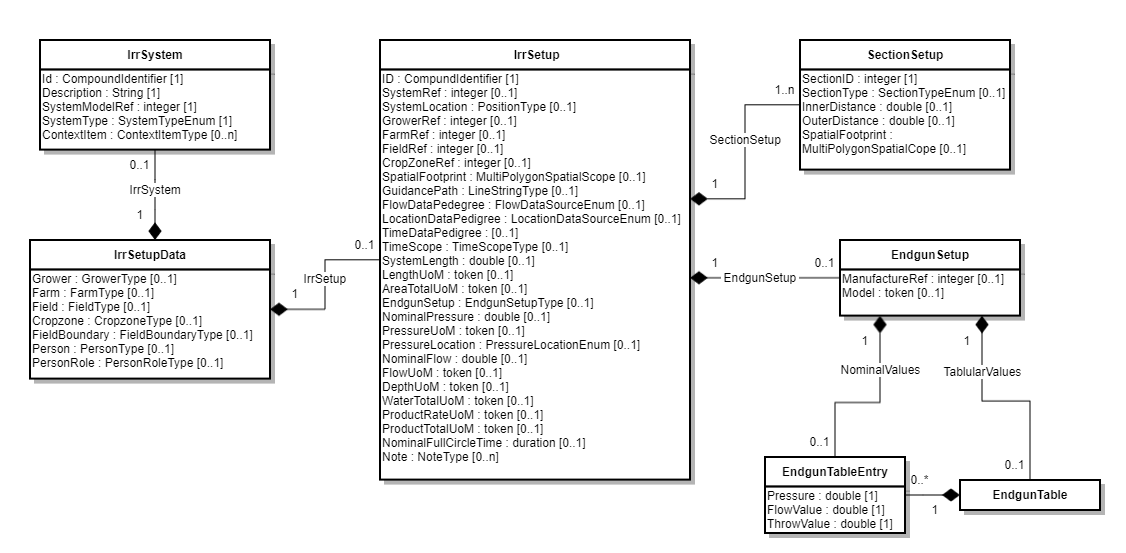 IrrSystem
Id : CompoundIdentifier [1]
Description : String [1]
SystemModelRef : integer [1]
SystemType : SystemTypeEnum [1]
ContextItem : ContextItemType [0..n]
0..1
IrrSystem
1
IrrSetupData
Grower : GrowerType [0..1]
Farm : FarmType [0..1]
Field : FieldType [0..1]
Cropzone : CropzoneType [0..1]
FieldBoundary : FieldBoundaryType [0..1]
Person : PersonType [0..1]
PersonRole : PersonRoleType [0..1]
0..1
IrrSetup
1
IrrSetup
ID : CompundIdentifier [1]
SystemRef : integer [0..1]
SystemLocation : PositionType [0..1]
GrowerRef : integer [0..1]
FarmRef : integer [0..1]
FieldRef : integer [0..1]
CropZoneRef : integer [0..1]
SpatialFootprint : MultiPolygonSpatialScope [0..1]
GuidancePath : LineStringType [0..1]
FlowDataPedegree : FlowDataSourceEnum [0..1]
LocationDataPedigree : LocationDataSourceEnum [0..1]
TimeDataPedigree : [0..1]
TimeScope : TimeScopeType [0..1]
SystemLength : double [0..1]
LengthUoM : token [0..1]
AreaTotalUoM : token [0..1]
EndgunSetup : EndgunSetupType [0..1]
NominalPressure : double [0..1]
PressureUoM : token [0..1]
PressureLocation : PressureLocationEnum [0..1]
NominalFlow : double [0..1]
FlowUoM : token [0..1]
DepthUoM : token [0..1]
WaterTotalUoM : token [0..1]
ProductRateUoM : token [0..1]
ProductTotalUoM : token [0..1]
NominalFullCircleTime : duration [0..1]
Note : NoteType [0..n]
1..n
SectionSetup
1
SectionSetup
SectionID : integer [1]
SectionType : SectionTypeEnum [0..1]
InnerDistance : double [0..1]
OuterDistance : double [0..1]
SpatialFootprint :
MultiPolygonSpatialCope [0..1]
1
EndgunSetup
0..1
EndgunSetup
ManufactureRef : integer [0..1]
Model : token [0..1]
1
NominalValues
0..1
1
TablularValues
0..1
EndgunTableEntry
Pressure : double [1]
FlowValue : double [1]
ThrowValue : double [1]
0..*
1
EndgunTable